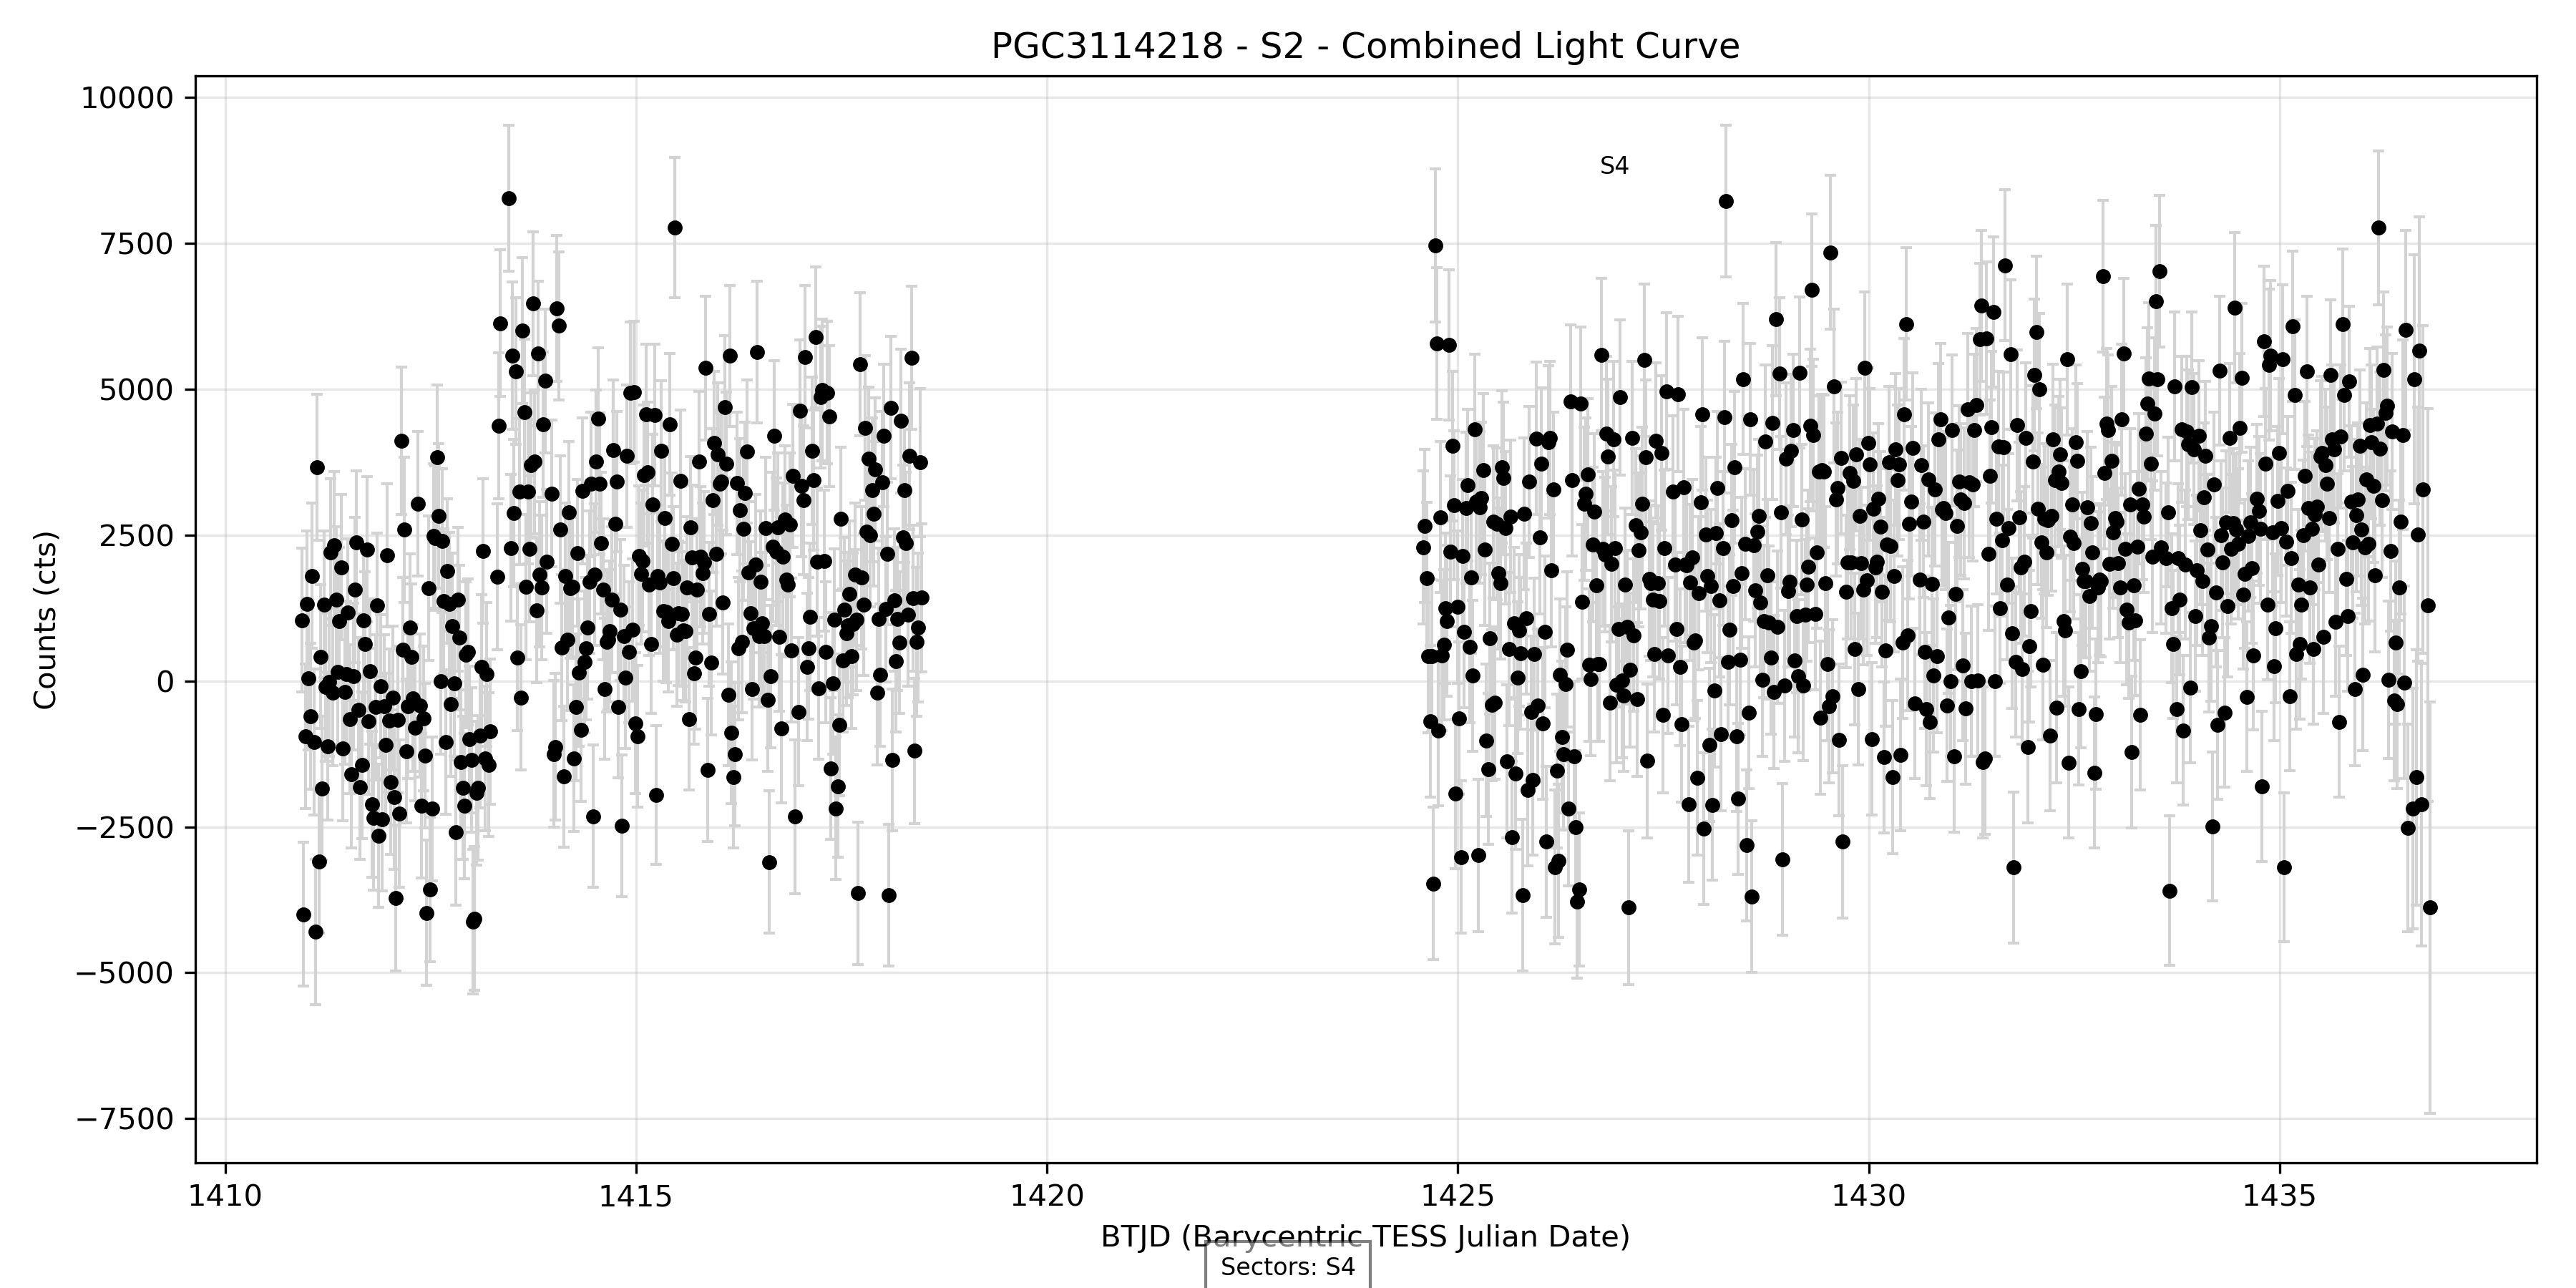 PGC3114218 - S2 - Combined Light Curve
10000
7500
5000
2500
0
−2500
−5000
−7500
Counts (cts)
S4
1410
1415
1420
1425
1430
1435
BTJD (Barycentric TESS Julian Date)
Sectors: S4